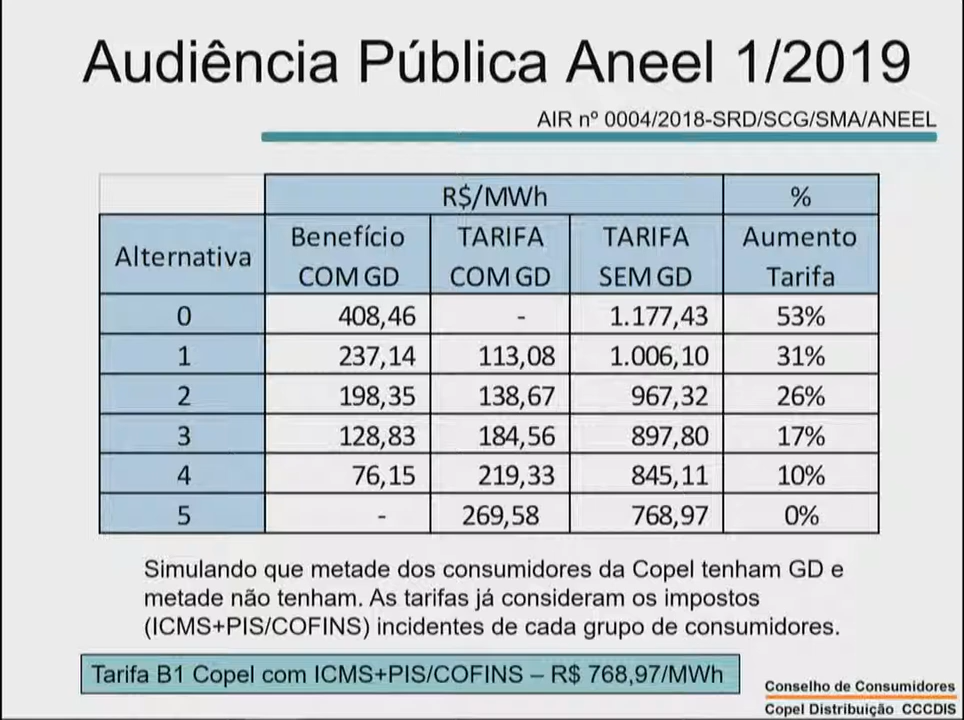 Audiência Pública Aneel 1/2019
AIR nº 0004/2018-SRD/SCG/SMA/ANEEL
R$/MWh %
Alternativa Benefício COM GD TARIFA COM GD TARIFA SEM GD Aumento Tarifa
0 408,46 - 1.177,43 53%
1 237,14 113,08 1.006,10 31%
2 198,35 138,67 967,32 26%
3 128,83 184,56 897,80 17%
4 76,15 219,33 845,11 10%
5 - 269,58 768,97 0%
Simulando que metade dos consumidores da Copel tenham GD e
metade não tenham. As tarifas já consideram os impostos
(ICMS+PIS/COFINS) incidentes de cada grupo de consumidores.
Tarifa B1 Copel com ICMS+PIS/COFINS – R$ 768,97/MWh
Conselho de Consumidores
Copel Distribuição CCCDIS